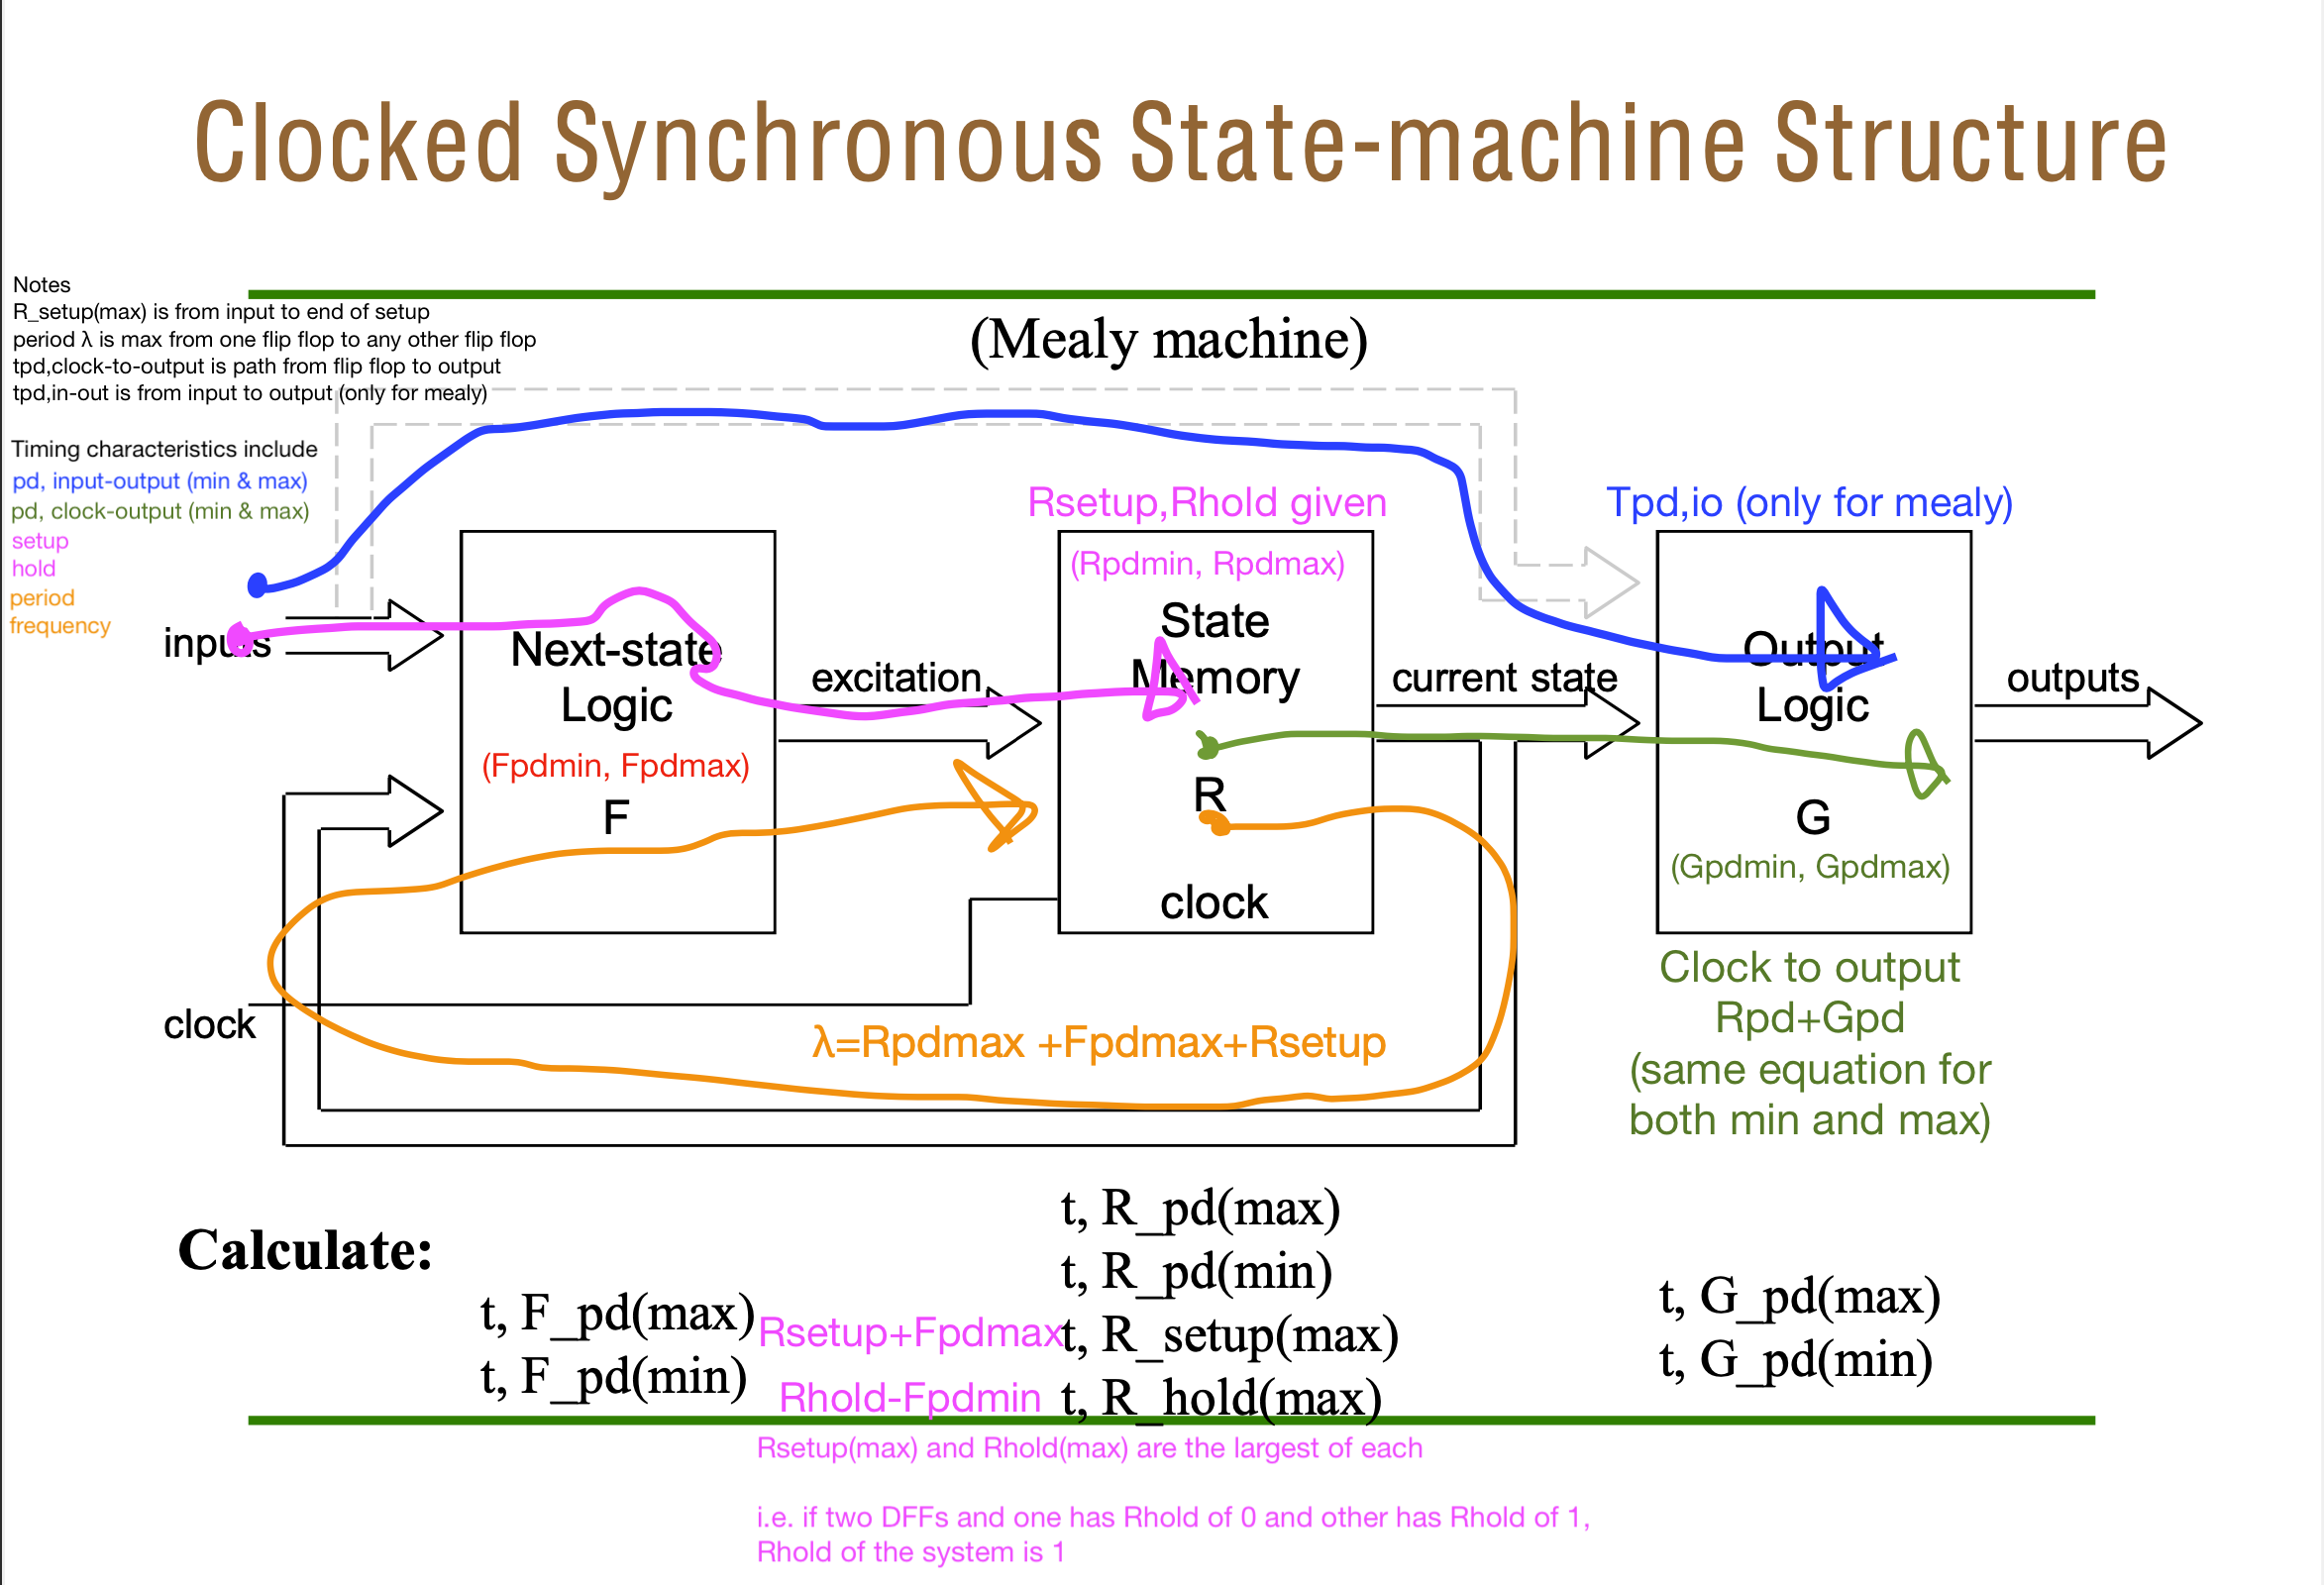 Clocked Synchronous State-machine Structure
Notes
R_setup(max) is from input to end of setup
period λ is max from one flip flop to any other flip flop
tpd,clock-to-output is path from flip flop to output
tpd,in-out is from input to output (only for mealy)
(Mealy machine)
Timing characteristics include
pd, input-output (min & max)
pd, clock-output (min & max)
setup
hold
period
frequency
inputs
Next-state
Logic
(Fpdmin, Fpdmax)
F
excitation
Rsetup,Rhold given
(Rpdmin, Rpdmax)
State
Memory
R
clock
current state
Tpd,io (only for mealy)
Output
Logic
G
(Gpdmin, Gpdmax)
outputs
clock
λ=Rpdmax +Fpdmax+Rsetup
Clock to output
Rpd+Gpd
(same equation for
both min and max)
Calculate:
t, F_pd(max)
t, F_pd(min)
Rsetup+Fpdmax
Rhold-Fpdmin
t, R_pd(max)
t, R_pd(min)
t, R_setup(max)
t, R_hold(max)
t, G_pd(max)
t, G_pd(min)
Rsetup(max) and Rhold(max) are the largest of each
i.e. if two DFFs and one has Rhold of 0 and other has Rhold of 1,
Rhold of the system is 1